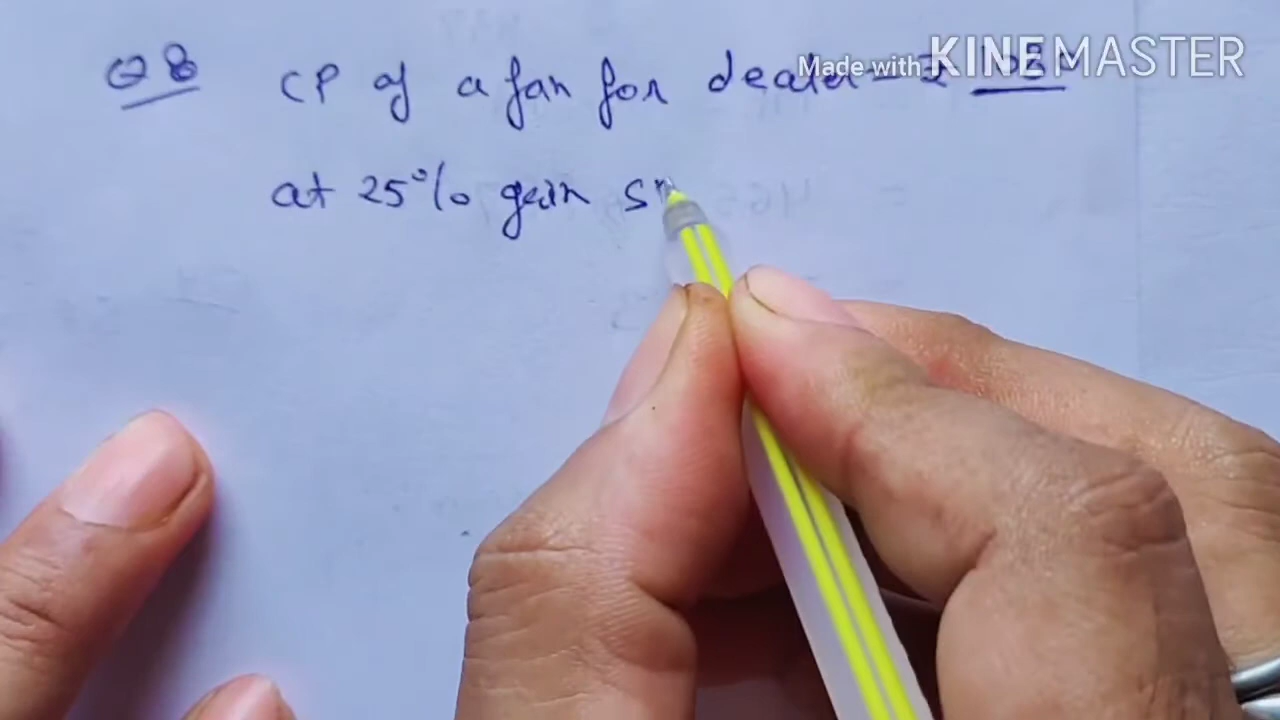 Q8 CP of a fan for dealer = ₹
at 25% gain
Made with KINEMASTER